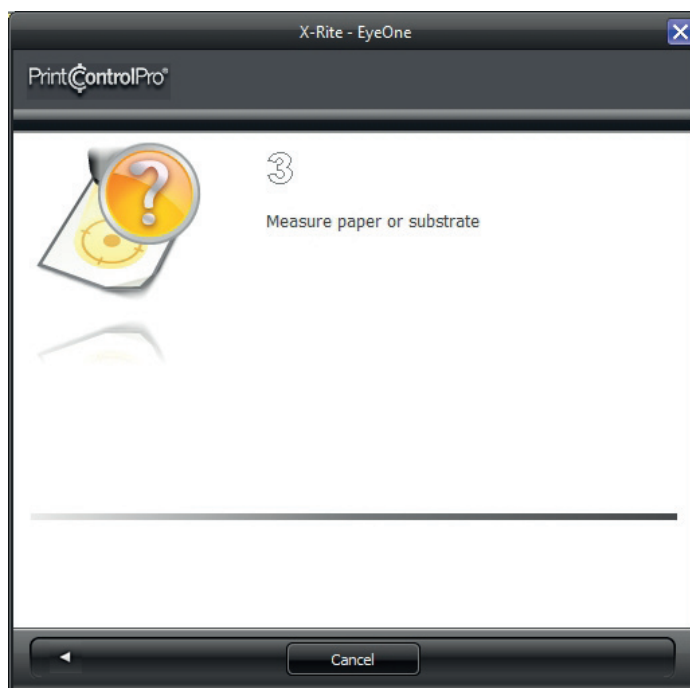 X-Rite - EyeOne
PrintControlPro®
3
Measure paper or substrate
?
Cancel